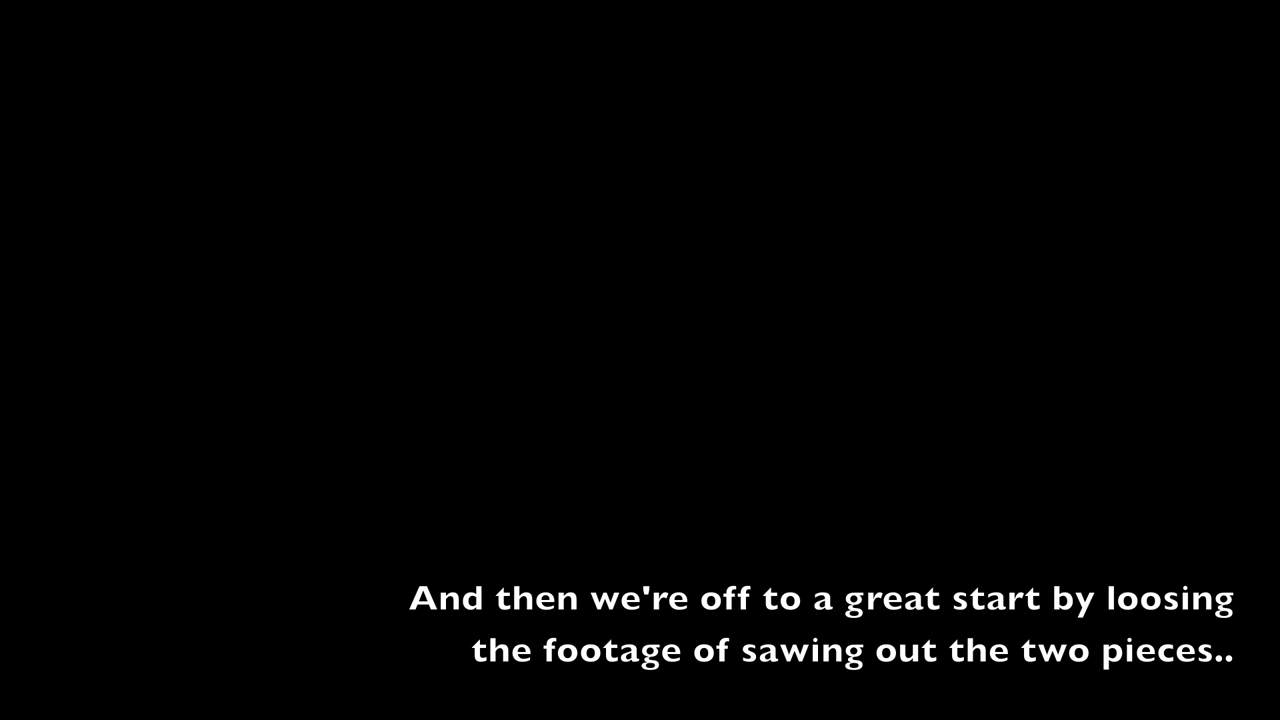 And then we're off to a great start by loosing
the footage of sawing out the two pieces..